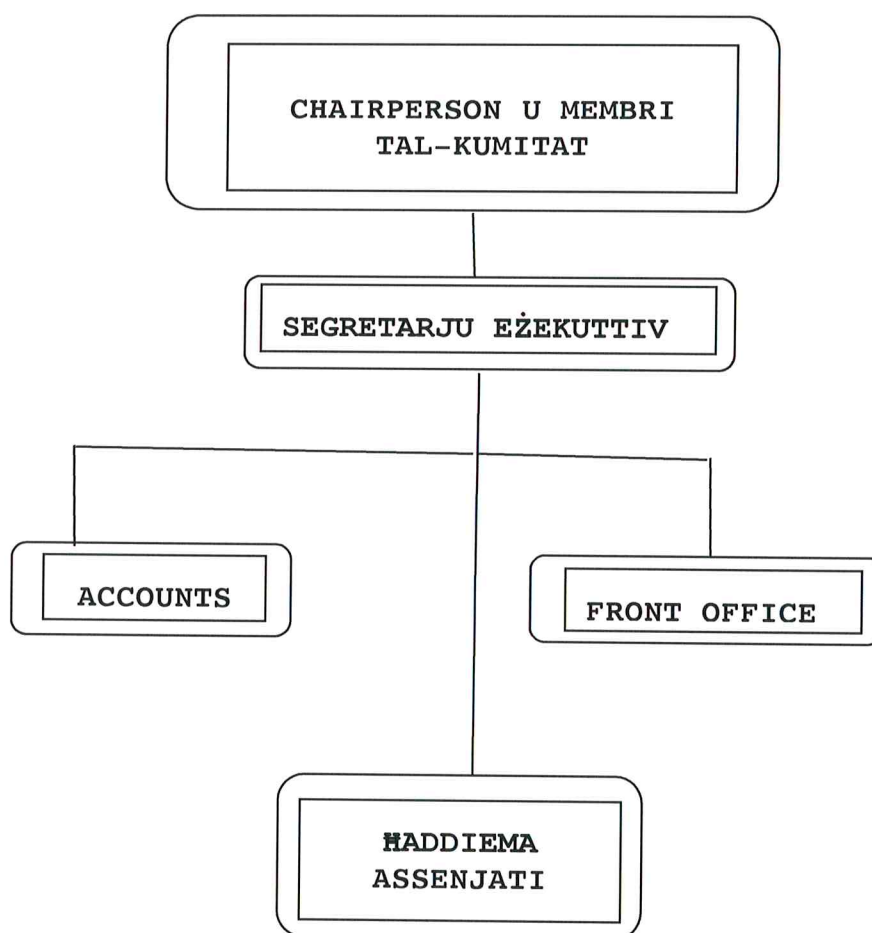 CHAIRPERSON U MEMBRI
TAL-KUMITAT
SEGRETARJU EŻEKUTTIV
ACCOUNTS
FRONT OFFICE
ĦADDIEMA
ASSENJATI